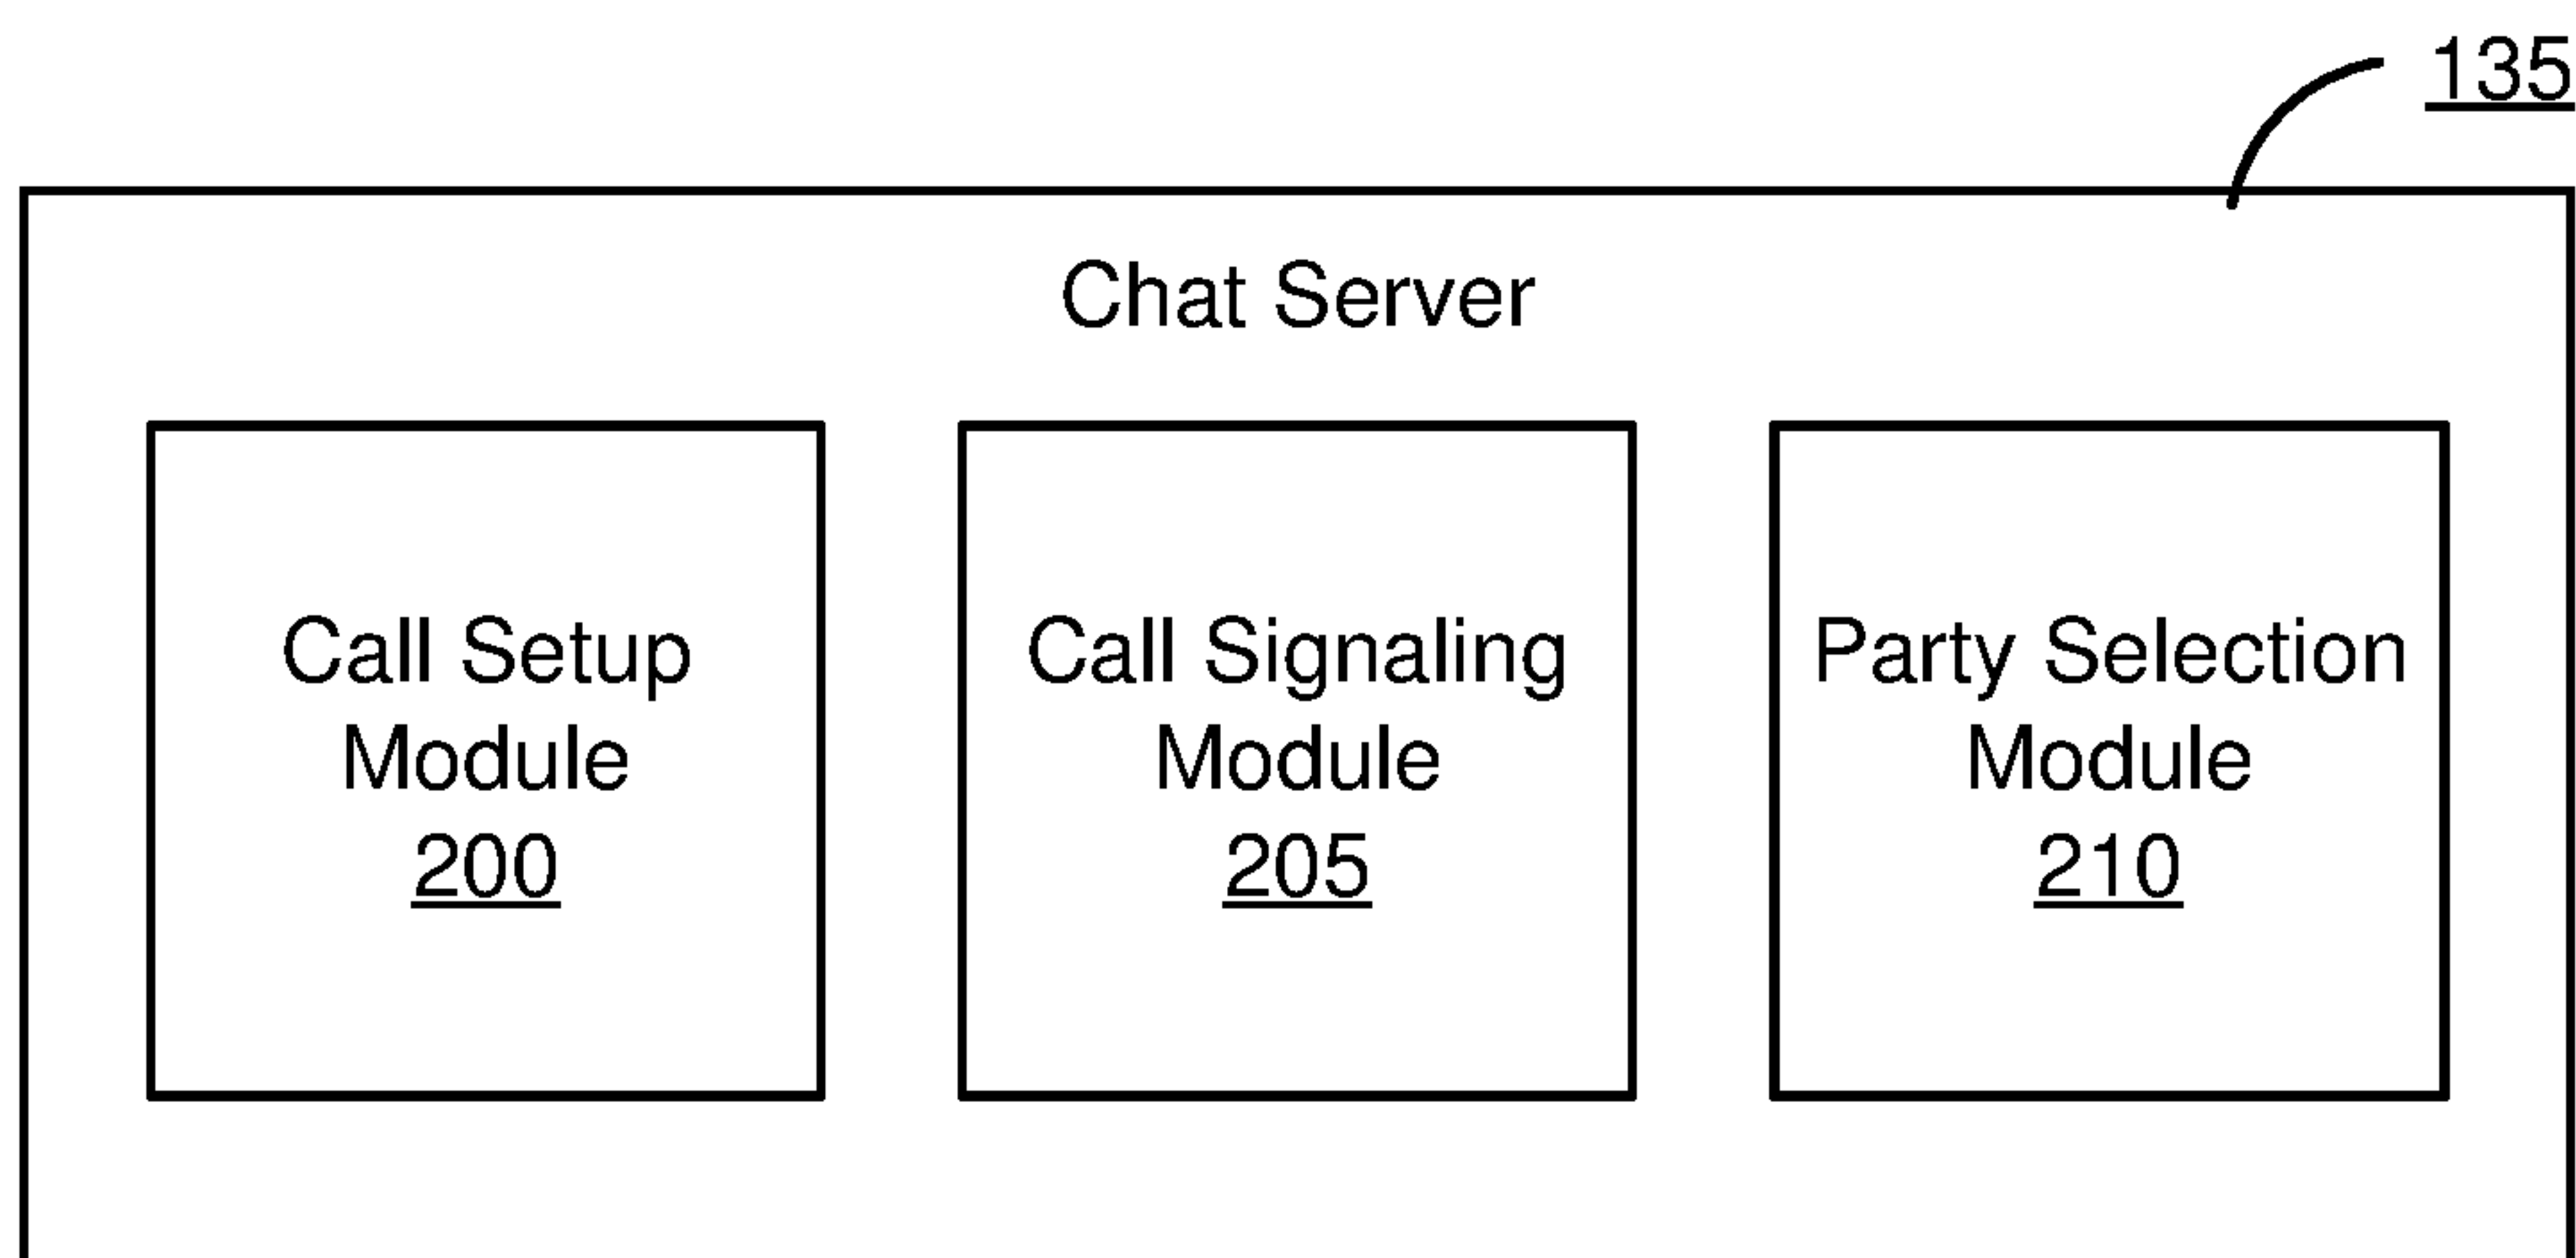 135
Chat Server
Call Setup
Module
200
Call Signaling
Module
205
Party Selection
Module
210